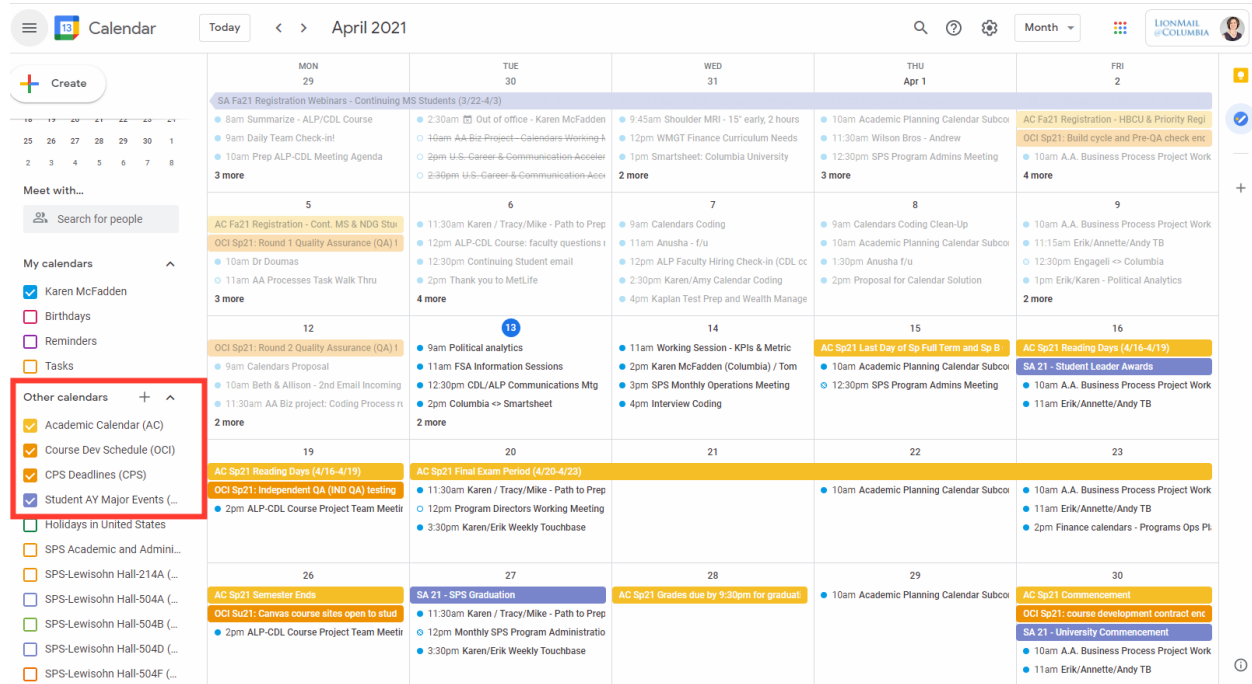 13 Calendar Today April 2021 Month LIONMAIL @COLUMBIA
Create
18 19 20 21 22 23 24
25 26 27 28 29 30 1
2 3 4 5 6 7 8
Meet with...
Search for people
My calendars
Karen McFadden
Birthdays
Reminders
Tasks
Other calendars
Academic Calendar (AC)
Course Dev Schedule (OCI)
CPS Deadlines (CPS)
Student AY Major Events (...
Holidays in United States
SPS Academic and Admini...
SPS-Lewisohn Hall-214A (...
SPS-Lewisohn Hall-504A (...
SPS-Lewisohn Hall-504B (...
SPS-Lewisohn Hall-504D (...
SPS-Lewisohn Hall-504F (...
MON TUE WED THU FRI
29 30 31 Apr 1 2
SA Fa21 Registration Webinars - Continuing MS Students (3/22-4/3)
8am Summarize - ALP/CDL Course
9am Daily Team Check-in!
10am Prep ALP-CDL Meeting Agenda
3 more
2:30am Out of office - Karen McFadden
10am AA Biz Project - Calendars Working
2pm U.S. Career & Communication Acceler
2:30pm U.S. Career & Communication Acce
9:45am Shoulder MRI - 15" early, 2 hours
12pm WMGT Finance Curriculum Needs
1pm Smartsheet: Columbia University
2 more
10am Academic Planning Calendar Subco
11:30am Wilson Bros - Andrew
12:30pm SPS Program Admins Meeting
3 more
AC Fa21 Registration - HBCU & Priority Regi
OCI Sp21: Build cycle and Pre-QA check enc
10am A.A. Business Process Project Work
4 more
5 6 7 8 9
AC Fa21 Registration - Cont. MS & NDG Stu
OCI Sp21: Round 1 Quality Assurance (QA) t
10am Dr Doumas
11am AA Processes Task Walk Thru
3 more
11:30am Karen / Tracy/Mike - Path to Prep
12pm ALP-CDL Course: faculty questions r
12:30pm Continuing Student email
2pm Thank you to MetLife
4 more
9am Calendars Coding
11am Anusha - f/u
12pm ALP Faculty Hiring Check-in (CDL cc
2:30pm Karen/Amy Calendar Coding
4pm Kaplan Test Prep and Wealth Manage
9am Calendars Coding Clean-Up
10am Academic Planning Calendar Subco
1:30pm Anusha f/u
2pm Proposal for Calendar Solution
10am A.A. Business Process Project Work
11:15am Erik/Annette/Andy TB
12:30pm Engageli <> Columbia
1pm Erik/Karen - Political Analytics
2 more
12 13 14 15 16
OCI Sp21: Round 2 Quality Assurance (QA) t
9am Calendars Proposal
10am Beth & Allison - 2nd Email Incoming
11:30am AA Biz project: Coding Process ru
2 more
9am Political analytics
11am FSA Information Sessions
12:30pm CDL/ALP Communications Mtg
2pm Columbia <> Smartsheet
2 more
11am Working Session - KPIs & Metric
2pm Karen McFadden (Columbia) / Tom
3pm SPS Monthly Operations Meeting
4pm Interview Coding
AC Sp21 Last Day of Sp Full Term and Sp B
10am Academic Planning Calendar Subco
12:30pm SPS Program Admins Meeting
AC Sp21 Reading Days (4/16-4/19)
SA 21 - Student Leader Awards
10am A.A. Business Process Project Work
11am Erik/Annette/Andy TB
19 20 21 22 23
AC Sp21 Reading Days (4/16-4/19)
OCI Sp21: Independent QA (IND QA) testing
2pm ALP-CDL Course Project Team Meetin
AC Sp21 Final Exam Period (4/20-4/23)
11:30am Karen / Tracy/Mike - Path to Prep
12pm Program Directors Working Meeting
3:30pm Karen/Erik Weekly Touchbase
10am Academic Planning Calendar Subco
10am A.A. Business Process Project Work
11am Erik/Annette/Andy TB
2pm Finance calendars - Programs Ops Pl
26 27 28 29 30
AC Sp21 Semester Ends
OCI Su21: Canvas course sites open to stud
2pm ALP-CDL Course Project Team Meetin
SA 21 - SPS Graduation
11:30am Karen / Tracy/Mike - Path to Prep
12pm Monthly SPS Program Administratio
3:30pm Karen/Erik Weekly Touchbase
AC Sp21 Grades due by 9:30pm for graduati
10am Academic Planning Calendar Subco
AC Sp21 Commencement
OCI Sp21: course development contract enc
SA 21 - University Commencement
10am A.A. Business Process Project Work
11am Erik/Annette/Andy TB